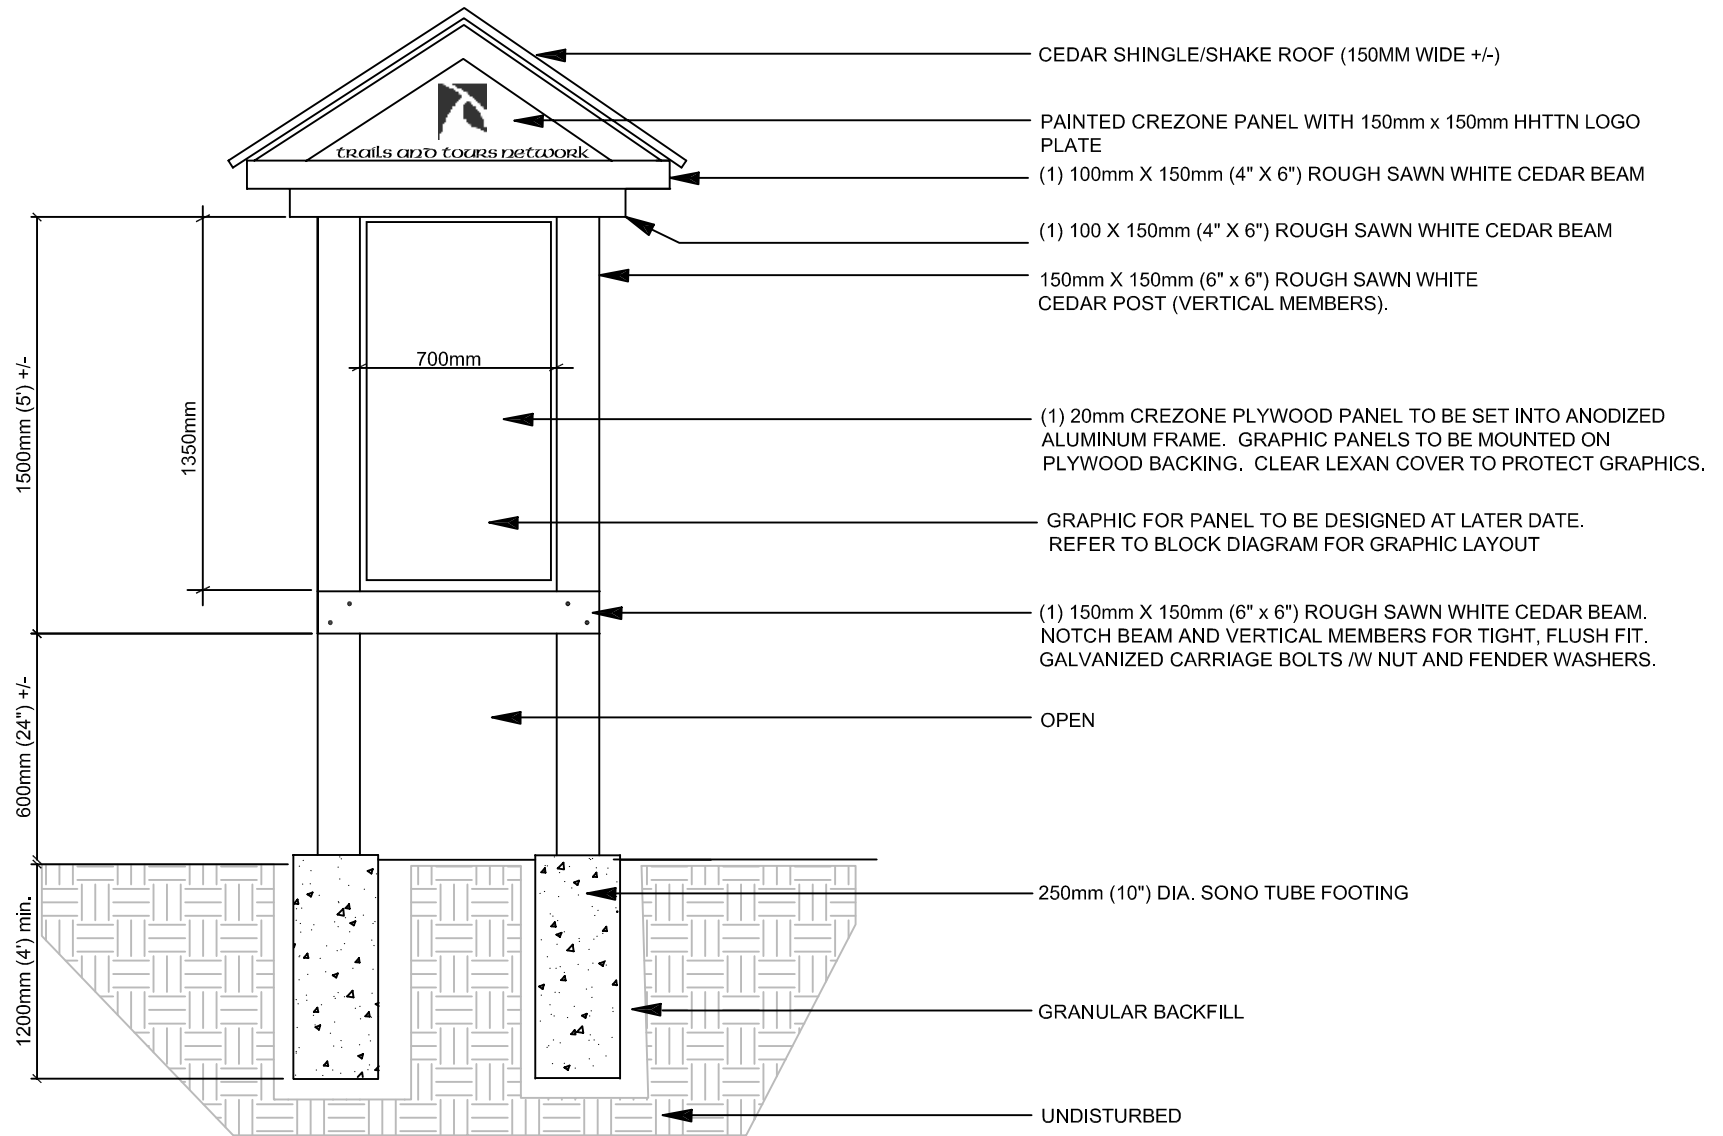 CEDAR SHINGLE/SHAKE ROOF (150MM WIDE +/-)
PAINTED CREZONE PANEL WITH 150mm x 150mm HHTTN LOGO
PLATE
trails and tours network
(1) 100mm X 150mm (4" X 6") ROUGH SAWN WHITE CEDAR BEAM
(1) 100 X 150mm (4" X 6") ROUGH SAWN WHITE CEDAR BEAM
150mm X 150mm (6" x 6") ROUGH SAWN WHITE
CEDAR POST (VERTICAL MEMBERS).
700mm
1500mm (5') +/-
1350mm
(1) 20mm CREZONE PLYWOOD PANEL TO BE SET INTO ANODIZED
ALUMINUM FRAME. GRAPHIC PANELS TO BE MOUNTED ON
PLYWOOD BACKING. CLEAR LEXAN COVER TO PROTECT GRAPHICS.
GRAPHIC FOR PANEL TO BE DESIGNED AT LATER DATE.
REFER TO BLOCK DIAGRAM FOR GRAPHIC LAYOUT
(1) 150mm X 150mm (6" x 6") ROUGH SAWN WHITE CEDAR BEAM.
NOTCH BEAM AND VERTICAL MEMBERS FOR TIGHT, FLUSH FIT.
GALVANIZED CARRIAGE BOLTS /W NUT AND FENDER WASHERS.
600mm (24") +/-
OPEN
250mm (10") DIA. SONO TUBE FOOTING
1200mm (4') min.
GRANULAR BACKFILL
UNDISTURBED